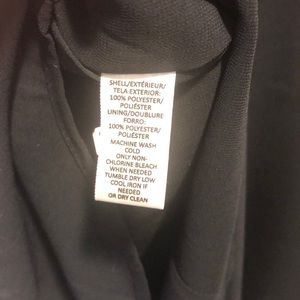 SHELL/EXTÉRIEUR/
TELA EXTERIOR:
100% POLYESTER/
POLIÉSTER
LINING/DOUBLURE
FORRO:
100% POLYESTER/
POLIÉSTER
MACHINE WASH
COLD
ONLY NON-
CHLORINE BLEACH
WHEN NEEDED
TUMBLE DRY LOW
COOL IRON IF
NEEDED
OR DRY CLEAN